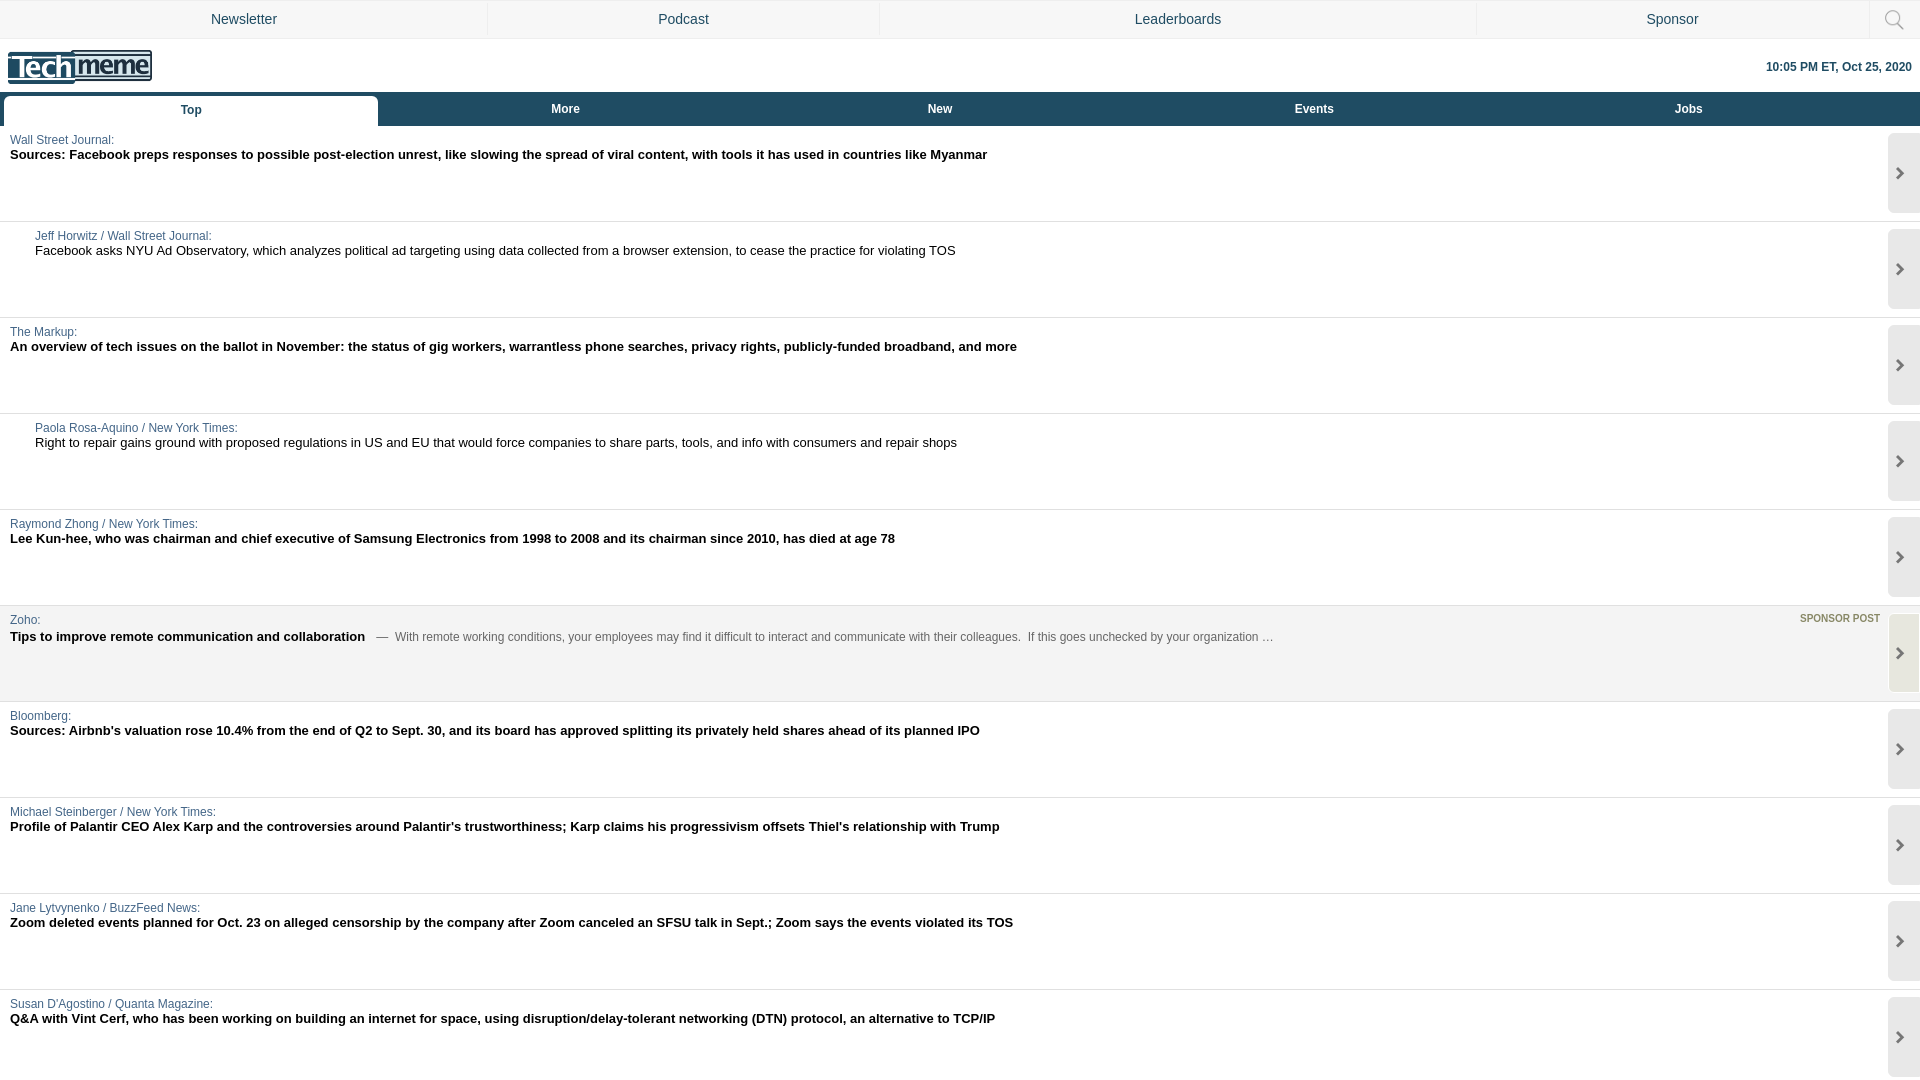 Newsletter
Podcast
Leaderboards
Sponsor
Techmeme
10:05 PM ET, Oct 25, 2020
Top
More
New
Events
Jobs
Wall Street Journal:
Sources: Facebook preps responses to possible post-election unrest, like slowing the spread of viral content, with tools it has used in countries like Myanmar
Jeff Horwitz / Wall Street Journal:
Facebook asks NYU Ad Observatory, which analyzes political ad targeting using data collected from a browser extension, to cease the practice for violating TOS
The Markup:
An overview of tech issues on the ballot in November: the status of gig workers, warrantless phone searches, privacy rights, publicly-funded broadband, and more
Paola Rosa-Aquino / New York Times:
Right to repair gains ground with proposed regulations in US and EU that would force companies to share parts, tools, and info with consumers and repair shops
Raymond Zhong / New York Times:
Lee Kun-hee, who was chairman and chief executive of Samsung Electronics from 1998 to 2008 and its chairman since 2010, has died at age 78
Zoho:
SPONSOR POST
Tips to improve remote communication and collaboration — With remote working conditions, your employees may find it difficult to interact and communicate with their colleagues. If this goes unchecked by your organization …
Bloomberg:
Sources: Airbnb's valuation rose 10.4% from the end of Q2 to Sept. 30, and its board has approved splitting its privately held shares ahead of its planned IPO
Michael Steinberger / New York Times:
Profile of Palantir CEO Alex Karp and the controversies around Palantir's trustworthiness; Karp claims his progressivism offsets Thiel's relationship with Trump
Jane Lytvynenko / BuzzFeed News:
Zoom deleted events planned for Oct. 23 on alleged censorship by the company after Zoom canceled an SFSU talk in Sept.; Zoom says the events violated its TOS
Susan D'Agostino / Quanta Magazine:
Q&A with Vint Cerf, who has been working on building an internet for space, using disruption/delay-tolerant networking (DTN) protocol, an alternative to TCP/IP